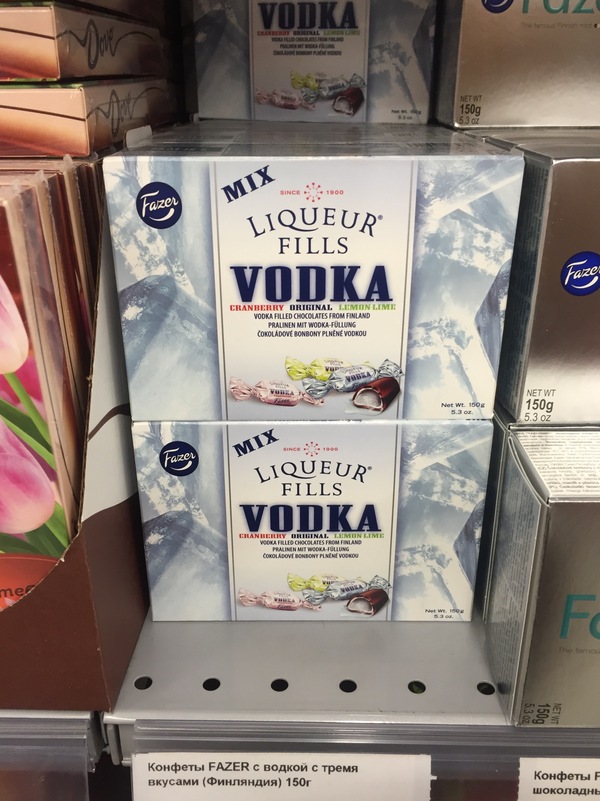 VODKA
CRANBERRY ORIGINAL LEMON-LIME
VODKA FILLED CHOCOLATES FROM FINLAND
PRALINEN MIT WODKA-FÜLLUNG
ČOKOLÁDOVÉ BONBONY PLNĚNÉ VODKOU
Dove
Dove
NET WT
150g
5.3 oz
Fazer
MIX
SINCE 1900
LIQUEUR®
FILLS
VODKA
CRANBERRY ORIGINAL LEMON-LIME
VODKA FILLED CHOCOLATES FROM FINLAND
PRALINEN MIT WODKA-FÜLLUNG
ČOKOLÁDOVÉ BONBONY PLNĚNÉ VODKOU
VODKA
Net Wt. 150g
5.3 oz.
Fazer
NET WT
150g
5.3 oz
Fazer
MIX
SINCE 1900
LIQUEUR®
FILLS
VODKA
CRANBERRY ORIGINAL LEMON-LIME
VODKA FILLED CHOCOLATES FROM FINLAND
PRALINEN MIT WODKA-FÜLLUNG
ČOKOLÁDOVÉ BONBONY PLNĚNÉ VODKOU
VODKA
Net Wt. 150g
5.3 oz.
NET WT
150g
5.3 oz
Конфеты FAZER с водкой с тремя
вкусами (Финляндия) 150г
Конфеты F
шоколадны